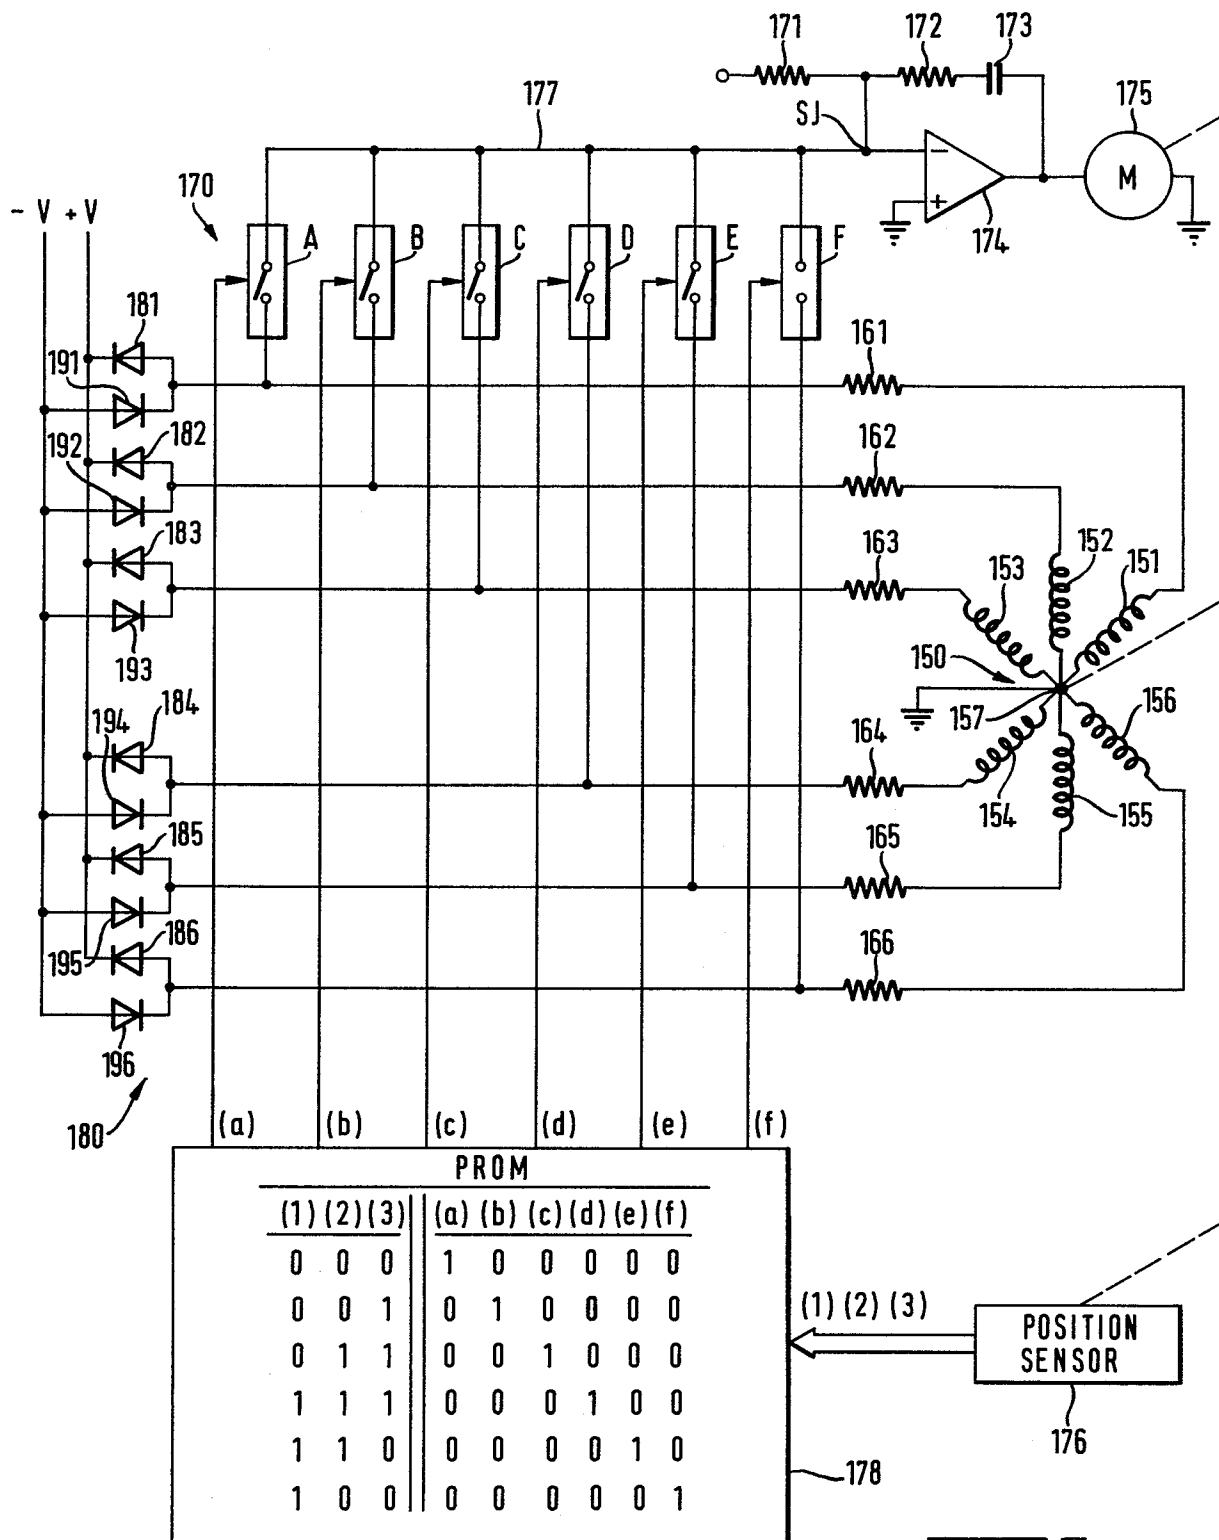 171
172
173
177
SJ
175
M
174
- V + V
170
A
B
C
D
E
F
181
191
161
182
192
162
183
193
163
153
152
151
150
157
156
184
194
164
154
155
185
195
165
186
196
166
180
(a) (b) (c) (d) (e) (f)
PROM
(1) (2) (3) (a) (b) (c) (d) (e) (f)
0 0 0 1 0 0 0 0 0
0 0 1 0 1 0 0 0 0
0 1 1 0 0 1 0 0 0
1 1 1 0 0 0 1 0 0
1 1 0 0 0 0 0 1 0
1 0 0 0 0 0 0 0 1
(1) (2) (3)
POSITION
SENSOR
176
178